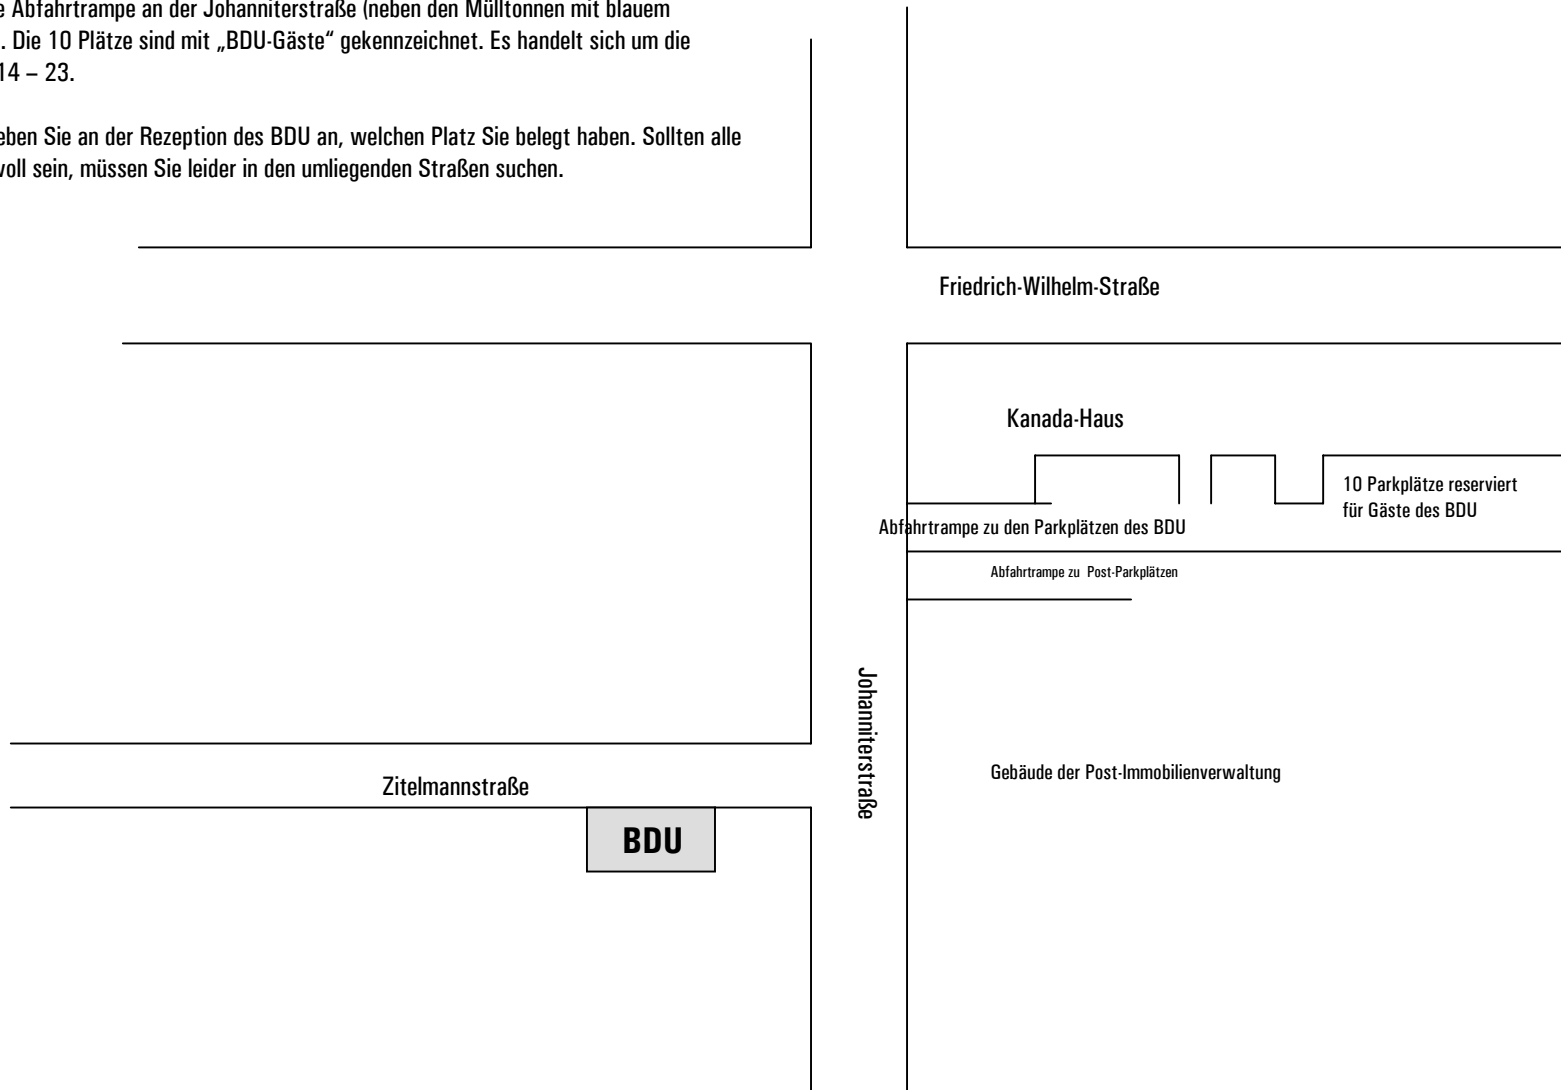 Abfahrtrampe an der Johanniterstraße (neben den Mülltonnen mit blauem
. Die 10 Plätze sind mit „BDU-Gäste“ gekennzeichnet. Es handelt sich um die
14 – 23.
eben Sie an der Rezeption des BDU an, welchen Platz Sie belegt haben. Sollten alle
voll sein, müssen Sie leider in den umliegenden Straßen suchen.
Friedrich-Wilhelm-Straße
Kanada-Haus
10 Parkplätze reserviert
für Gäste des BDU
Abfahrtrampe zu den Parkplätzen des BDU
Abfahrtrampe zu Post-Parkplätzen
Johanniterstraße
Gebäude der Post-Immobilienverwaltung
Zitelmannstraße
BDU